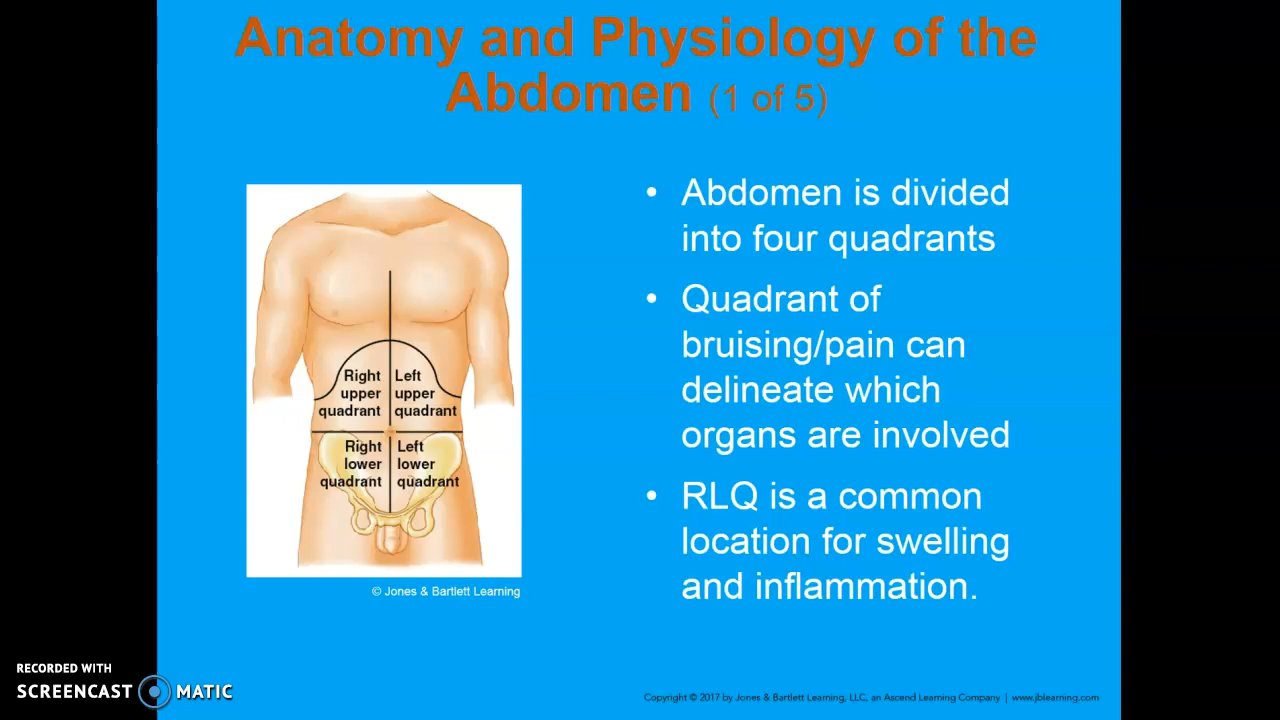 Anatomy and Physiology of the
Abdomen (1 of 5)
Right
upper
quadrant
Left
upper
quadrant
Right
lower
quadrant
Left
lower
quadrant
© Jones & Bartlett Learning
• Abdomen is divided
into four quadrants
• Quadrant of
bruising/pain can
delineate which
organs are involved
• RLQ is a common
location for swelling
and inflammation.
RECORDED WITH
SCREENCAST MATIC
Copyright © 2017 by Jones & Bartlett Learning, LLC, an Ascend Learning Company | www.jblearning.com